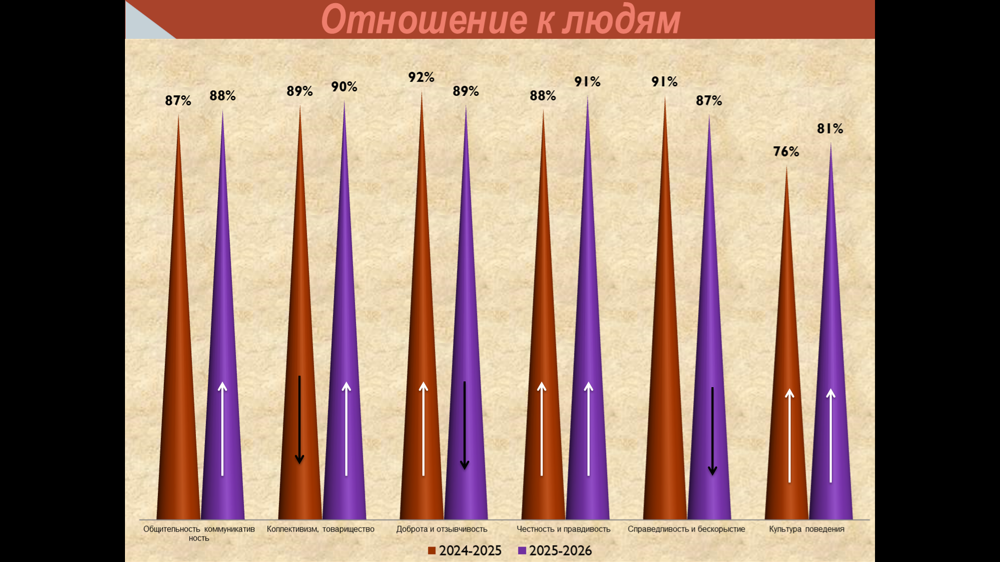 Отношение к людям
87%
88%
89%
90%
92%
89%
88%
91%
91%
87%
76%
81%
Общительность коммуникатив
ность
Коллективизм, товарищество
Доброта и отзывчивость
Честность и правдивость
Справедливость и бескорыстие
Культура поведения
2024-2025
2025-2026